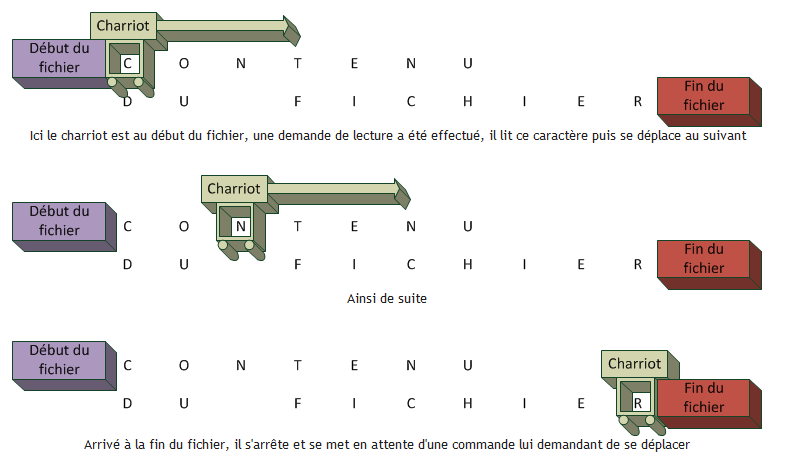 Charriot
Début du
fichier
C O N T E N U
D U F I C H I E R
Fin du
fichier
Ici le charriot est au début du fichier, une demande de lecture a été effectué, il lit ce caractère puis se déplace au suivant
Charriot
Début du
fichier
C O N T E N U
D U F I C H I E R
Fin du
fichier
Ainsi de suite
Début du
fichier
C O N T E N U
Charriot
D U F I C H I E R
Fin du
fichier
Arrivé à la fin du fichier, il s'arrête et se met en attente d'une commande lui demandant de se déplacer